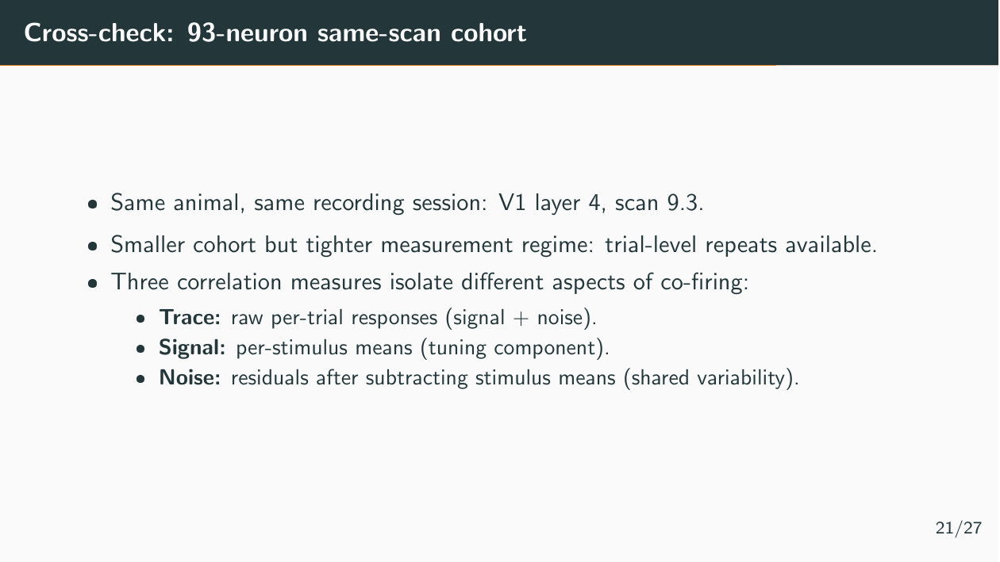 Cross-check: 93-neuron same-scan cohort
• Same animal, same recording session: V1 layer 4, scan 9.3.
• Smaller cohort but tighter measurement regime: trial-level repeats available.
• Three correlation measures isolate different aspects of co-firing:
• Trace: raw per-trial responses (signal + noise).
• Signal: per-stimulus means (tuning component).
• Noise: residuals after subtracting stimulus means (shared variability).
21/27